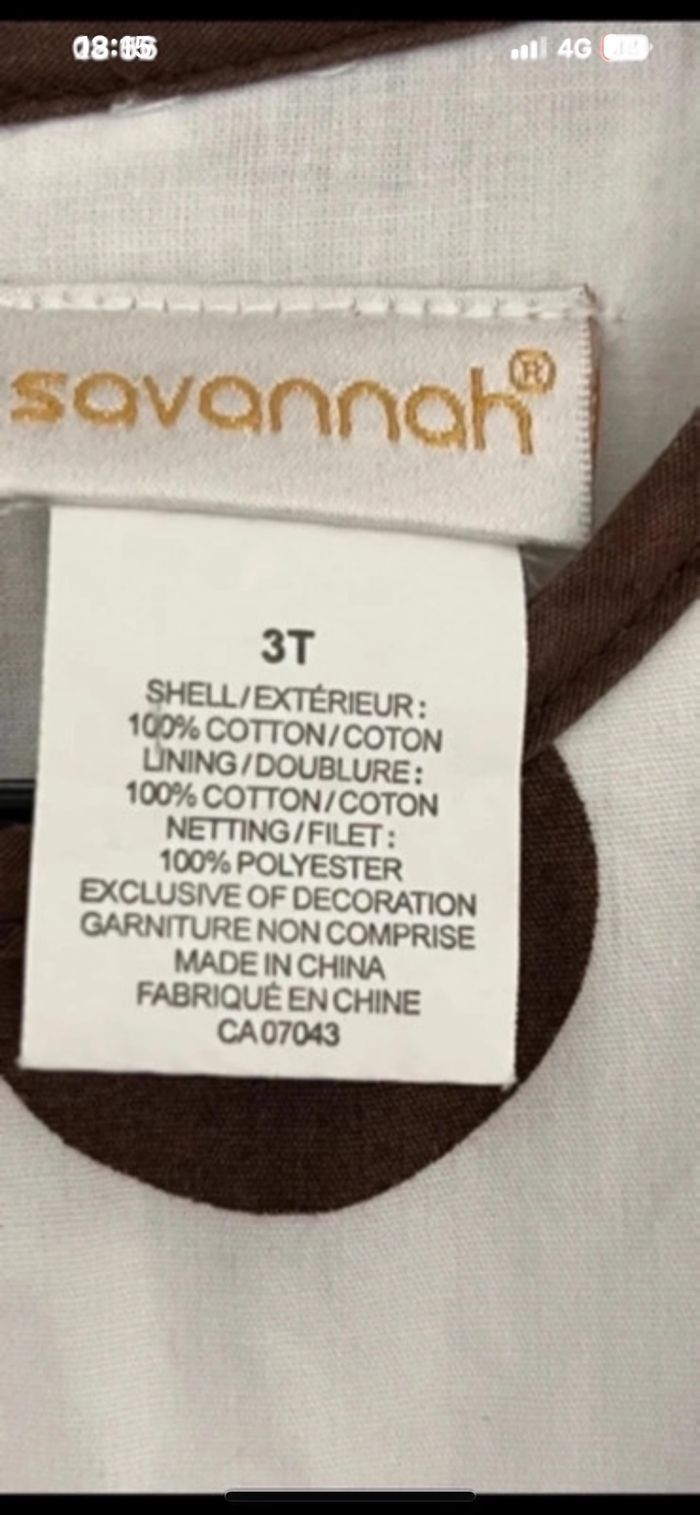 4G
savannah®
3T
SHELL/EXTÉRIEUR:
100% COTTON/COTON
LINING/DOUBLURE:
100% COTTON/COTON
NETTING/FILET:
100% POLYESTER
EXCLUSIVE OF DECORATION
GARNITURE NON COMPRISE
MADE IN CHINA
FABRIQUÉ EN CHINE
CA 07043